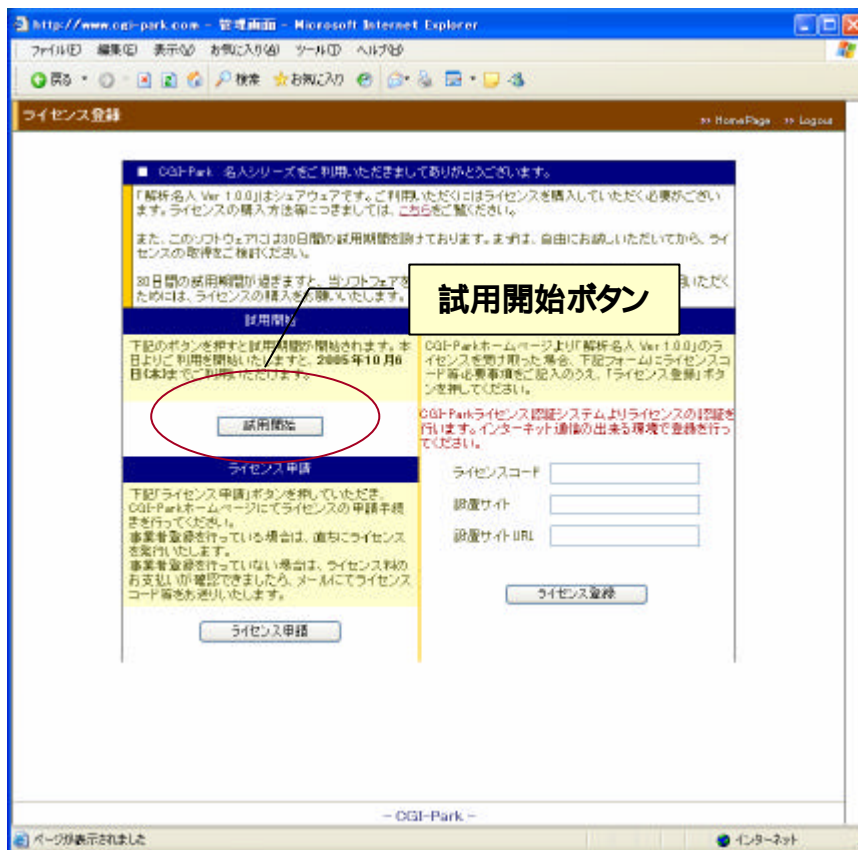 http://www.cgi-park.com - 管理画面 - Microsoft Internet Explorer
ファイル(F) 編集(E) 表示(V) お気に入り(A) ツール(T) ヘルプ(H)
戻る 検索 お気に入り
ライセンス登録
>> HomePage >> Logout
■ CGI-Park 名人シリーズをご利用いただきましてありがとうございます。
「解析名人 Ver 1.0.0」はシェアウェアです。ご利用いただくにはライセンスを購入していただく必要がござい
ます。ライセンスの購入方法等につきましては、こちらをご覧ください。
また、このソフトウェアには30日間の試用期間を設けております。まずは、自由にお試しいただいてから、ライ
センスの取得をご検討ください。
30日間の試用期間が過ぎますと、当ソフトウェアを
いただく
ためには、ライセンスの購入をお願いいたします。
試用開始ボタン
試用開始
下記のボタンを押すと試用期間が開始されます。本
日よりご利用を開始いたしますと、2005年10月6
日(木)までご利用いただけます。
試用開始
ライセンス申請
下記「ライセンス申請」ボタンを押していただき、
CGI-Parkホームページにてライセンスの申請手続
きを行ってください。
事業者登録を行っている場合は、直ちにライセンス
を発行いたします。
事業者登録を行っていない場合は、ライセンス料の
お支払いが確認できましたら、メールにてライセンス
コード等をお送りいたします。
ライセンス申請
CGI-Parkホームページより「解析名人 Ver 1.0.0」のラ
イセンスを受け取った場合、下記フォームにライセンスコ
ード等必要事項をご記入のうえ、「ライセンス登録」ボタ
ンを押してください。
CGI-Parkライセンス認証システムよりライセンスの認証を
行います。インターネット通信の出来る環境で登録を行っ
てください。
ライセンスコード
設置サイト
設置サイトURL
ライセンス登録
- CGI-Park -
ページが表示されました
インターネット